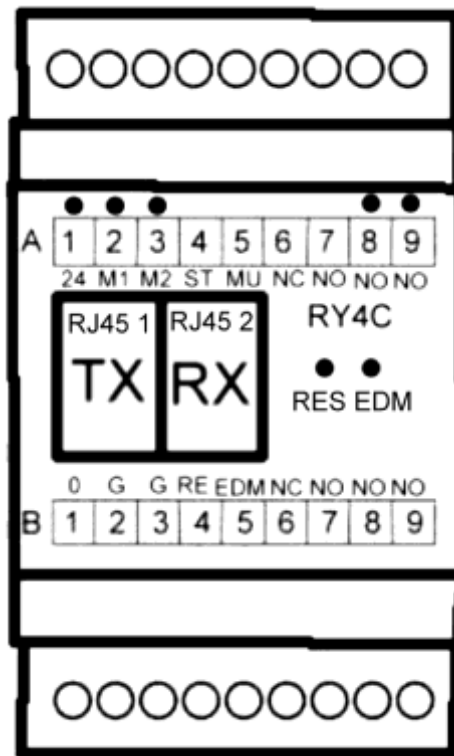 A 1 2 3 4 5 6 7 8 9
24 M1 M2 ST MU NC NO NO NO
RJ45 1 RJ45 2 RY4C
TX RX
RES EDM
0 G G RE EDM NC NO NO NO
B 1 2 3 4 5 6 7 8 9